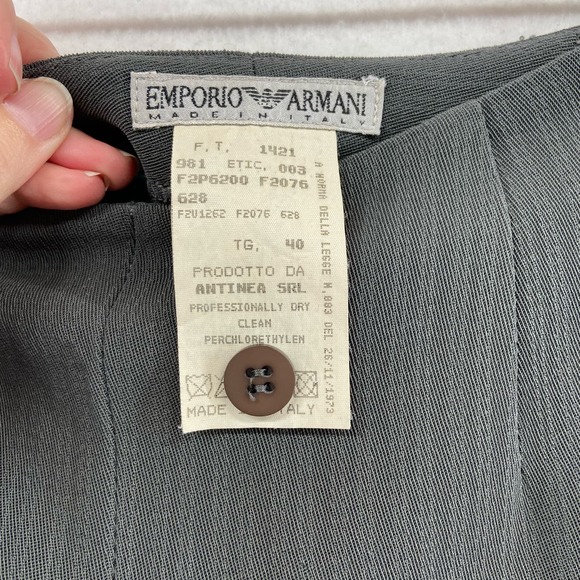 EMPORIO ARMANI
MADE IN ITALY
F,T, 1421
981 ETIC, 003
F2P6200 F2076
628
F2U1262 F2076 628
TG, 40
PRODOTTO DA
ANTINEA SRL
PROFESSIONALLY DRY
CLEAN
PERCHLORETHYLEN
MADE ITALY
A NORMA DELLA LEGGE N,883 DEL 26/11/1973